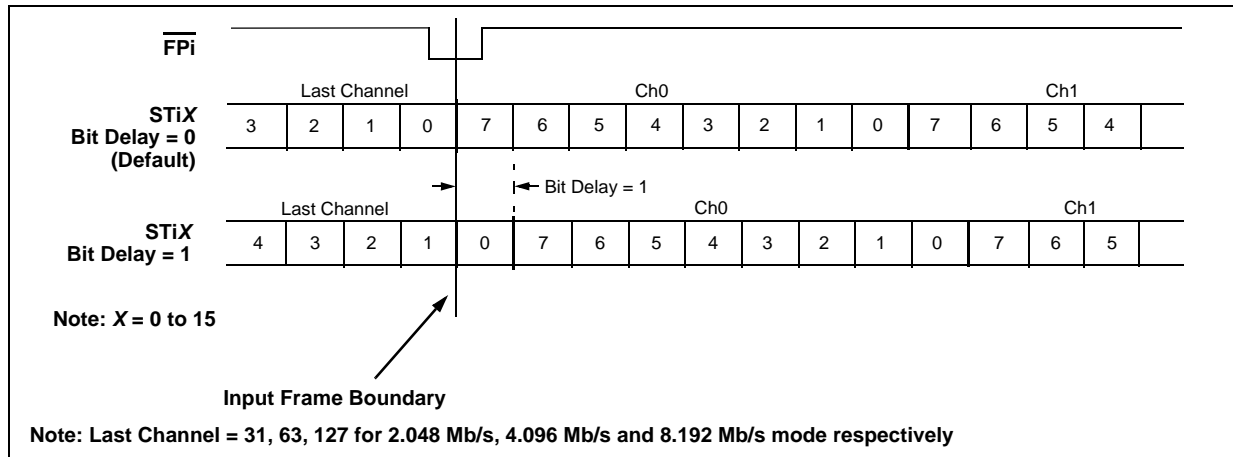 FPi
Last Channel Ch0 Ch1
STiX
Bit Delay = 0
(Default)
3 2 1 0 7 6 5 4 3 2 1 0 7 6 5 4
Bit Delay = 1
Last Channel Ch0 Ch1
STiX
Bit Delay = 1
4 3 2 1 0 7 6 5 4 3 2 1 0 7 6 5
Note: X = 0 to 15
Input Frame Boundary
Note: Last Channel = 31, 63, 127 for 2.048 Mb/s, 4.096 Mb/s and 8.192 Mb/s mode respectively